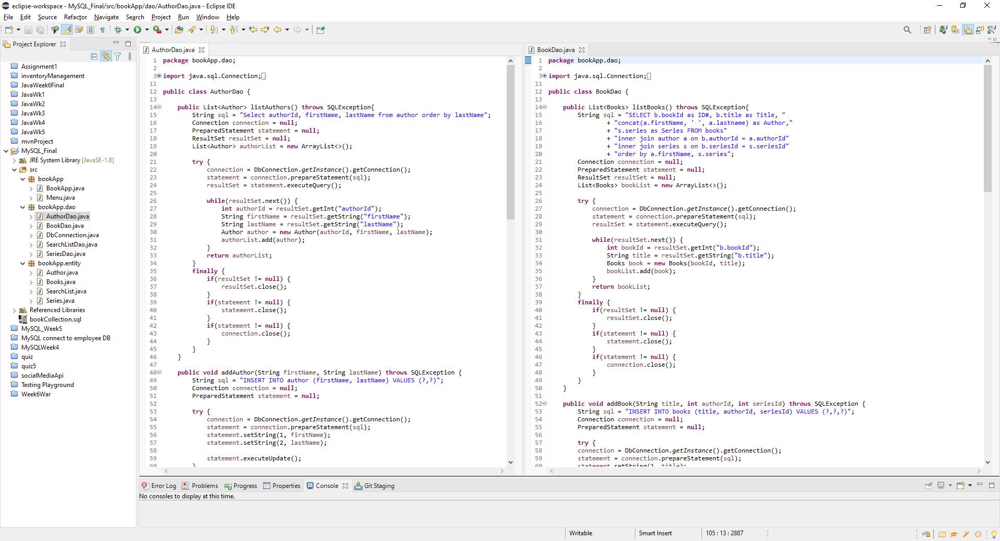 eclipse-workspace - MySQL_Final/src/bookApp/dao/AuthorDao.java - Eclipse IDE
File Edit Source Refactor Navigate Search Project Run Window Help
Project Explorer
Assignment1
inventoryManagement
JavaWeek6Final
JavaWk1
JavaWk2
JavaWk3
JavaWk4
JavaWk5
mvnProject
MySQL_Final
JRE System Library [JavaSE-1.8]
src
bookApp
BookApp.java
Menu.java
bookApp.dao
AuthorDao.java
BookDao.java
DbConnection.java
SearchListDao.java
SeriesDao.java
bookApp.entity
Author.java
Books.java
SearchList.java
Series.java
Referenced Libraries
bookCollection.sql
MySQL_Week5
MySQL connect to employee DB
MySQLWeek4
quiz
quiz5
socialMediaApi
Testing Playground
Week6War
AuthorDao.java
1 package bookApp.dao;
2
3 import java.sql.Connection;
11
12 public class AuthorDao {
13
14 public List<Author> listAuthors() throws SQLException{
15 String sql = "Select authorId, firstName, lastName from author order by lastName";
16 Connection connection = null;
17 PreparedStatement statement = null;
18 ResultSet resultSet = null;
19 List<Author> authorList = new ArrayList<>();
20
21 try {
22 connection = DbConnection.getInstance().getConnection();
23 statement = connection.prepareStatement(sql);
24 resultSet = statement.executeQuery();
25
26 while(resultSet.next()) {
27 int authorId = resultSet.getInt("authorId");
28 String firstName = resultSet.getString("firstName");
29 String lastName = resultSet.getString("lastName");
30 Author author = new Author(authorId, firstName, lastName);
31 authorList.add(author);
32 }
33 return authorList;
34 }
35 finally {
36 if(resultSet != null) {
37 resultSet.close();
38 }
39 if(statement != null) {
40 statement.close();
41 }
42 if(statement != null) {
43 connection.close();
44 }
45 }
46 }
47
48 public void addAuthor(String firstName, String lastName) throws SQLException {
49 String sql = "INSERT INTO author (firstName, lastName) VALUES (?,?)";
50 Connection connection = null;
51 PreparedStatement statement = null;
52
53 try {
54 connection = DbConnection.getInstance().getConnection();
55 statement = connection.prepareStatement(sql);
56 statement.setString(1, firstName);
57 statement.setString(2, lastName);
58
59 statement.executeUpdate();
60 }
BookDao.java
1 package bookApp.dao;
2
3 import java.sql.Connection;
11
12 public class BookDao {
13
14 public List<Books> listBooks() throws SQLException{
15 String sql = "SELECT b.bookId as ID#, b.title as Title, "
16 + "concat(a.firstName, ' ', a.lastname) as Author,"
17 + "s.series as Series FROM books"
18 + "inner join author a on b.authorId = a.authorId"
19 + "inner join series s on b.seriesId = s.seriesId"
20 + "order by a.firstName, s.series";
21 Connection connection = null;
22 PreparedStatement statement = null;
23 ResultSet resultSet = null;
24 List<Books> bookList = new ArrayList<>();
25
26 try {
27 connection = DbConnection.getInstance().getConnection();
28 statement = connection.prepareStatement(sql);
29 resultSet = statement.executeQuery();
30
31 while(resultSet.next()) {
32 int bookId = resultSet.getInt("b.bookId");
33 String title = resultSet.getString("b.title");
34 Books book = new Books(bookId, title);
35 bookList.add(book);
36 }
37 return bookList;
38 }
39 finally {
40 if(resultSet != null) {
41 resultSet.close();
42 }
43 if(statement != null) {
44 statement.close();
45 }
46 if(statement != null) {
47 connection.close();
48 }
49 }
50 }
51
52 public void addBook(String title, int authorId, int seriesId) throws SQLException {
53 String sql = "INSERT INTO books (title, authorId, seriesId) VALUES (?,?,?)";
54 Connection connection = null;
55 PreparedStatement statement = null;
56
57 try {
58 connection = DbConnection.getInstance().getConnection();
59 statement = connection.prepareStatement(sql);
60 statement.setString(1, title);
Error Log Problems Progress Properties Console Git Staging
No consoles to display at this time.
Writable Smart Insert 105 : 13 : 2887